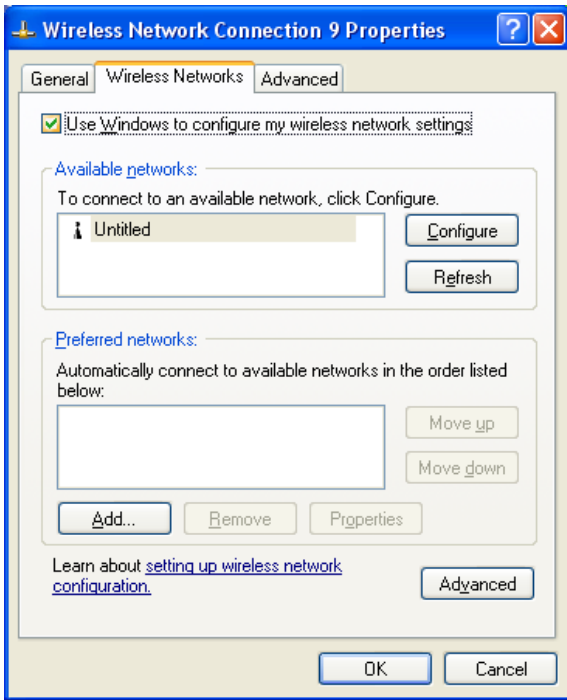 Wireless Network Connection 9 Properties
General Wireless Networks Advanced
Use Windows to configure my wireless network settings
Available networks:
To connect to an available network, click Configure.
Untitled
Configure
Refresh
Preferred networks:
Automatically connect to available networks in the order listed
below:
Move up
Move down
Add... Remove Properties
Learn about setting up wireless network
configuration.
Advanced
OK Cancel